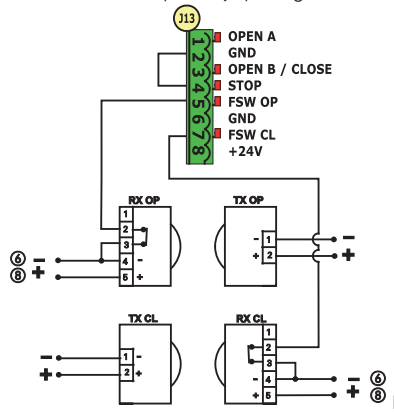 J13
1 OPEN A
2 GND
3 OPEN B / CLOSE
4 STOP
5 FSW OP
6 GND
7 FSW CL
8 +24V
RX OP
1
2
3
4 -
5 +
6 -
8 +
TX OP
- 1 -
+ 2 +
TX CL
- 1 -
+ 2 +
RX CL
1
2
3
- 4 - 6
+ 5 + 8